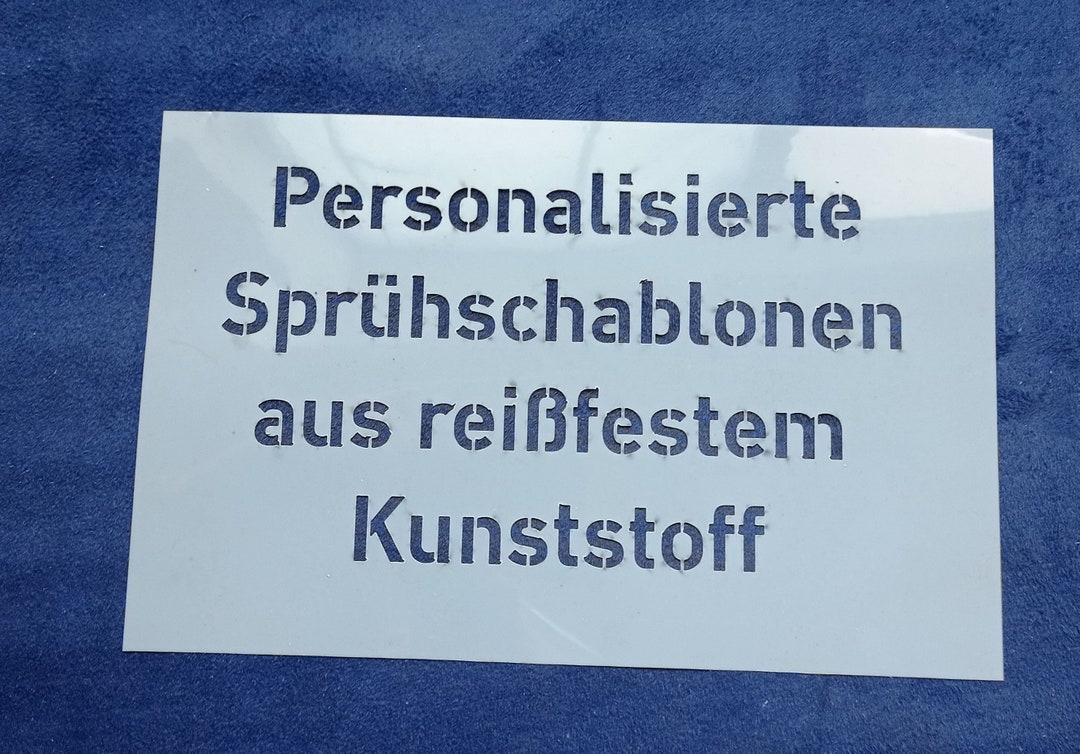 Personalisierte
Sprühschablonen
aus reißfestem
Kunststoff